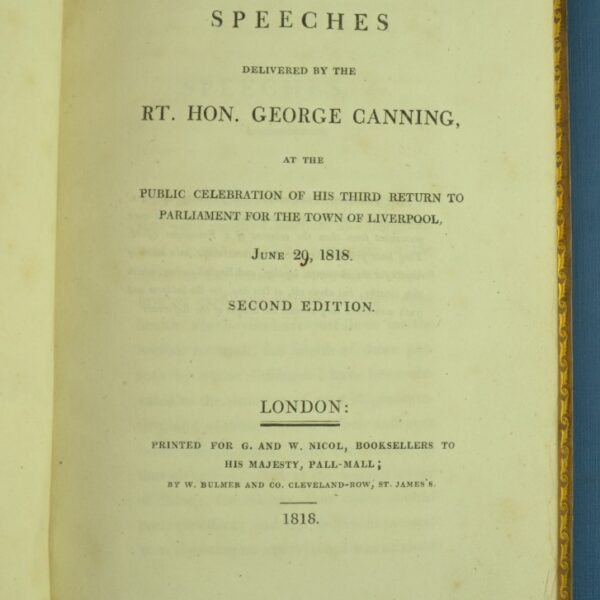 SPEECHES
DELIVERED BY THE
RT. HON. GEORGE CANNING,
AT THE
PUBLIC CELEBRATION OF HIS THIRD RETURN TO
PARLIAMENT FOR THE TOWN OF LIVERPOOL,
JUNE 29, 1818.
SECOND EDITION.
LONDON:
PRINTED FOR G. AND W. NICOL, BOOKSELLERS TO
HIS MAJESTY, PALL-MALL;
BY W. BULMER AND CO. CLEVELAND-ROW, ST. JAMES'S.
1818.